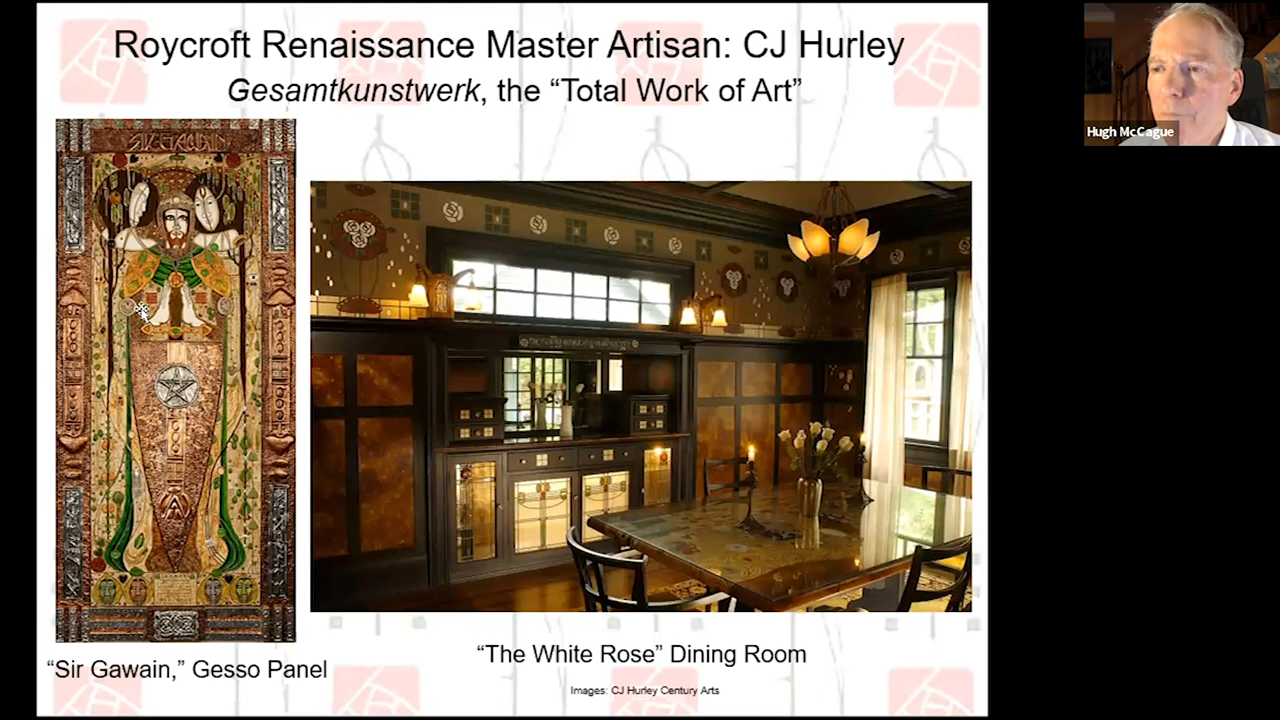 Roycroft Renaissance Master Artisan: CJ Hurley
Gesamtkunstwerk, the “Total Work of Art”
Hugh McCague
SIR GAWAIN
“Sir Gawain,” Gesso Panel
“The White Rose” Dining Room
Images: CJ Hurley Century Arts